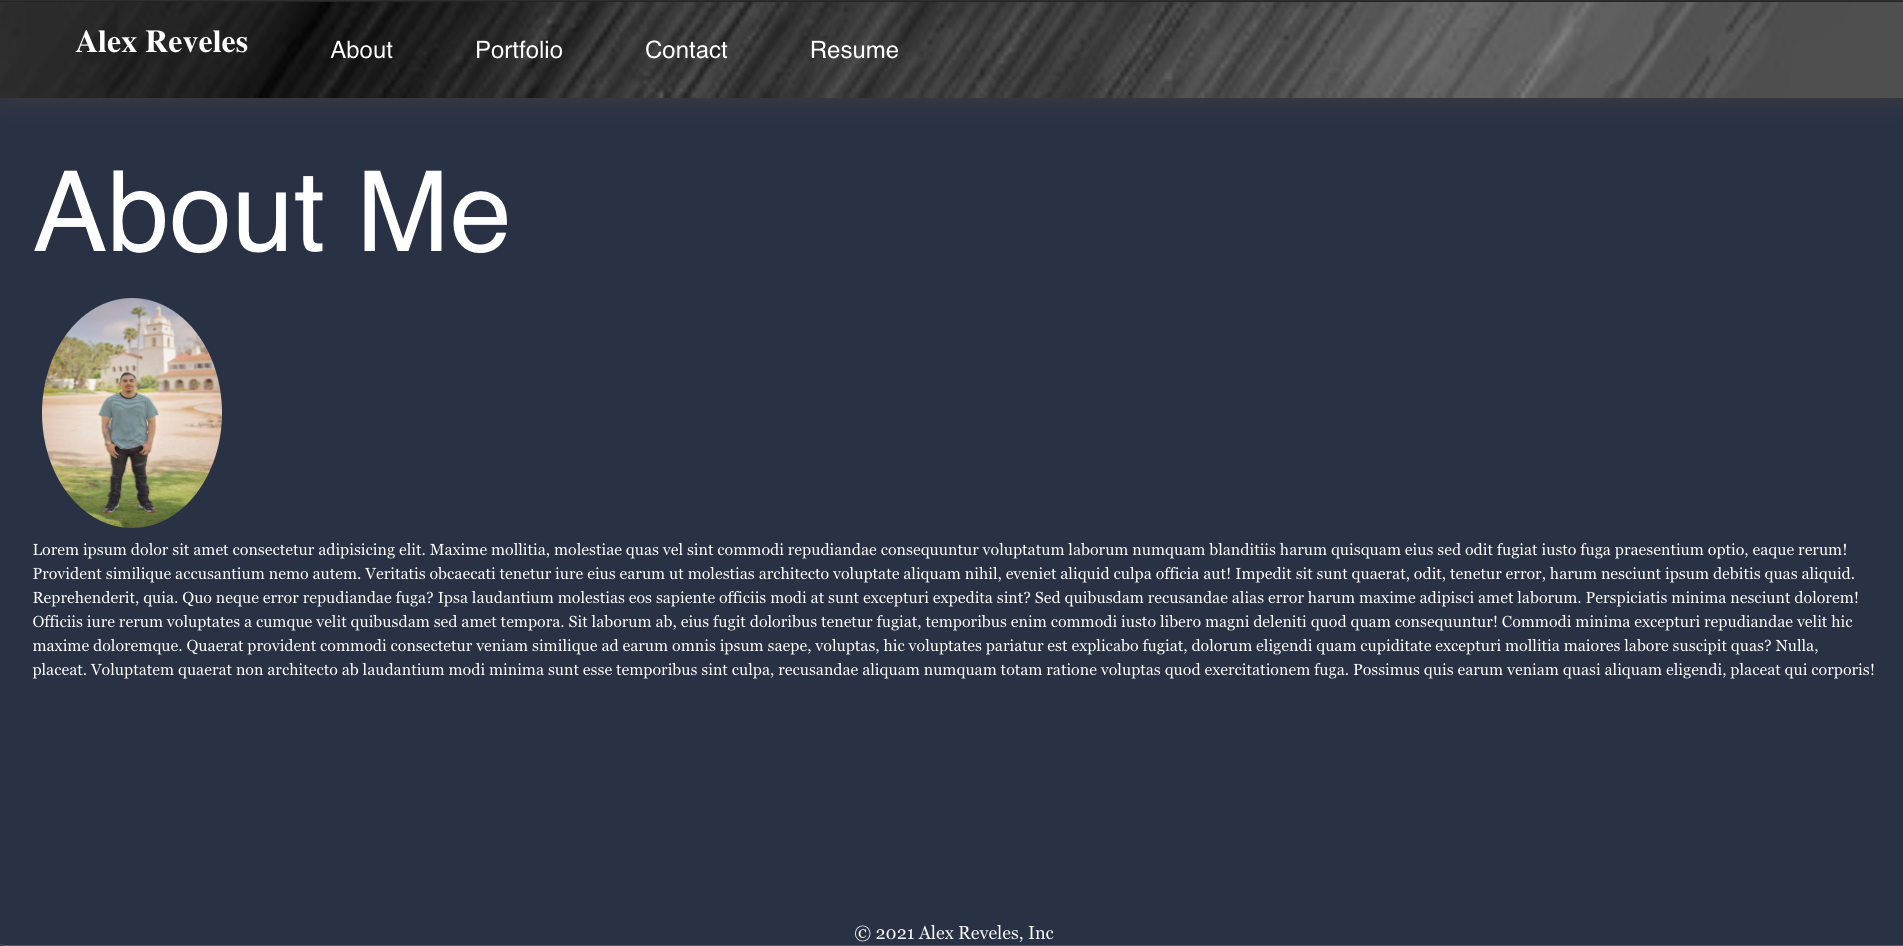 Alex Reveles
About
Portfolio
Contact
Resume
About Me
Lorem ipsum dolor sit amet consectetur adipisicing elit. Maxime mollitia, molestiae quas vel sint commodi repudiandae consequuntur voluptatum laborum numquam blanditiis harum quisquam eius sed odit fugiat iusto fuga praesentium optio, eaque rerum!
Provident similique accusantium nemo autem. Veritatis obcaecati tenetur iure eius earum ut molestias architecto voluptate aliquam nihil, eveniet aliquid culpa officia aut! Impedit sit sunt quaerat, odit, tenetur error, harum nesciunt ipsum debitis quas aliquid.
Reprehenderit, quia. Quo neque error repudiandae fuga? Ipsa laudantium molestias eos sapiente officiis modi at sunt excepturi expedita sint? Sed quibusdam recusandae alias error harum maxime adipisci amet laborum. Perspiciatis minima nesciunt dolorem!
Officiis iure rerum voluptates a cumque velit quibusdam sed amet tempora. Sit laborum ab, eius fugit doloribus tenetur fugiat, temporibus enim commodi iusto libero magni deleniti quod quam consequuntur! Commodi minima excepturi repudiandae velit hic
maxime doloremque. Quaerat provident commodi consectetur veniam similique ad earum omnis ipsum saepe, voluptas, hic voluptates pariatur est explicabo fugiat, dolorum eligendi quam cupiditate excepturi mollitia maiores labore suscipit quas? Nulla,
placeat. Voluptatem quaerat non architecto ab laudantium modi minima sunt esse temporibus sint culpa, recusandae aliquam numquam totam ratione voluptas quod exercitationem fuga. Possimus quis earum veniam quasi aliquam eligendi, placeat qui corporis!
© 2021 Alex Reveles, Inc